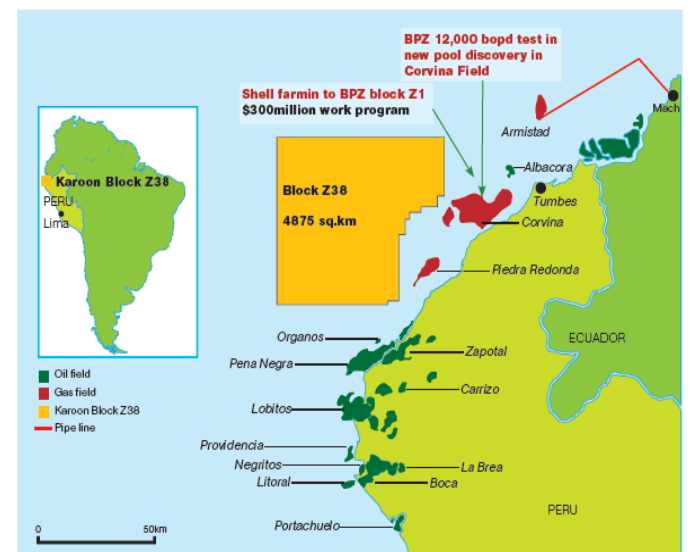 BPZ 12,000 bopd test in
new pool discovery in
Corvina Field
Shell farmin to BPZ block Z1
$300million work program
Mach
Armistad
Albacora
Tumbes
Corvina
Block Z38
4875 sq.km
Karoon Block Z38
PERU
Lima
Piedra Redonda
Organos
Zapotal
ECUADOR
Pena Negra
Oil field
Gas field
Karoon Block Z38
Pipe line
Carrizo
Lobitos
Providencia
Negritos
La Brea
Litoral
Boca
PERU
Portachuelo
0
50km